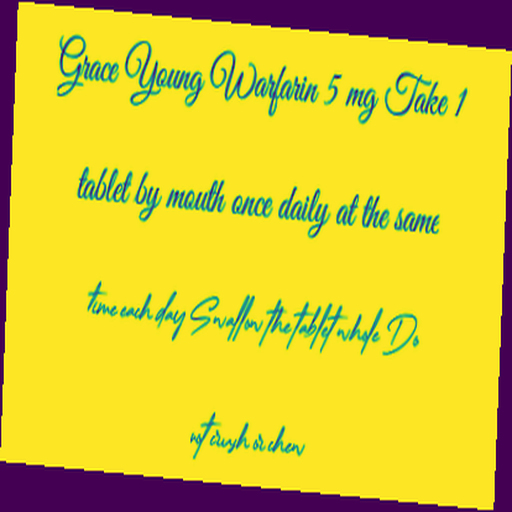 Grace Young Warfarin 5 mg Take 1
tablet by mouth once daily at the same
time each day Swallow the tablet whole Do
not crush or chew